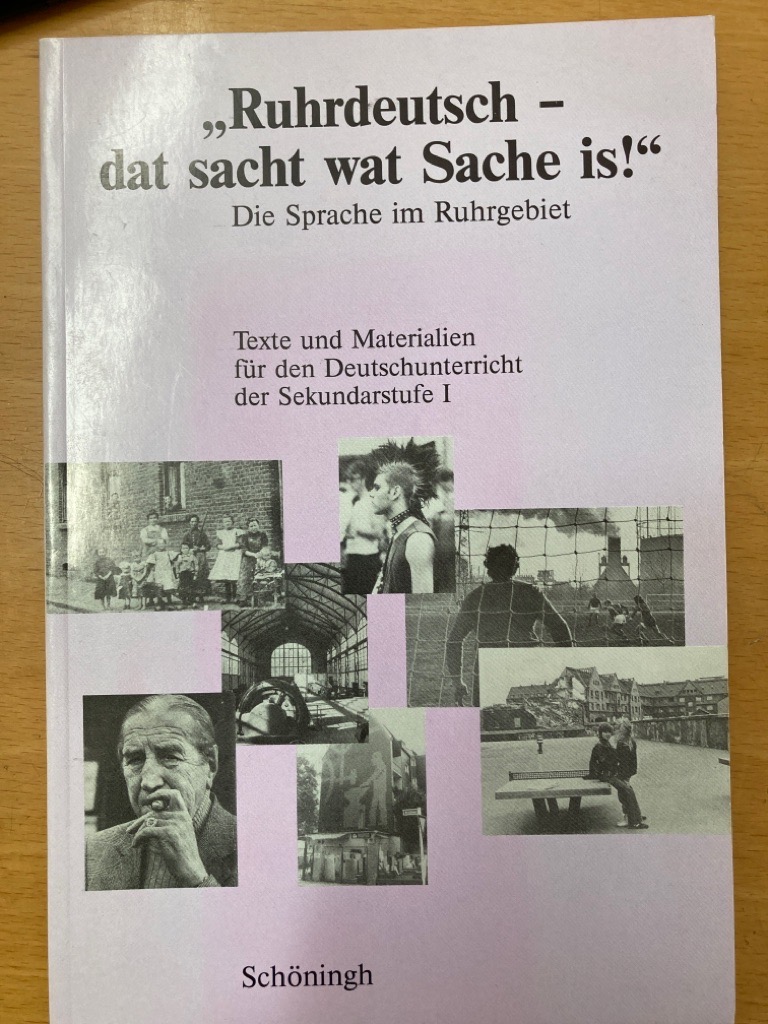 „Ruhrdeutsch –
dat sacht wat Sache is!“
Die Sprache im Ruhrgebiet
Texte und Materialien
für den Deutschunterricht
der Sekundarstufe I
Schöningh